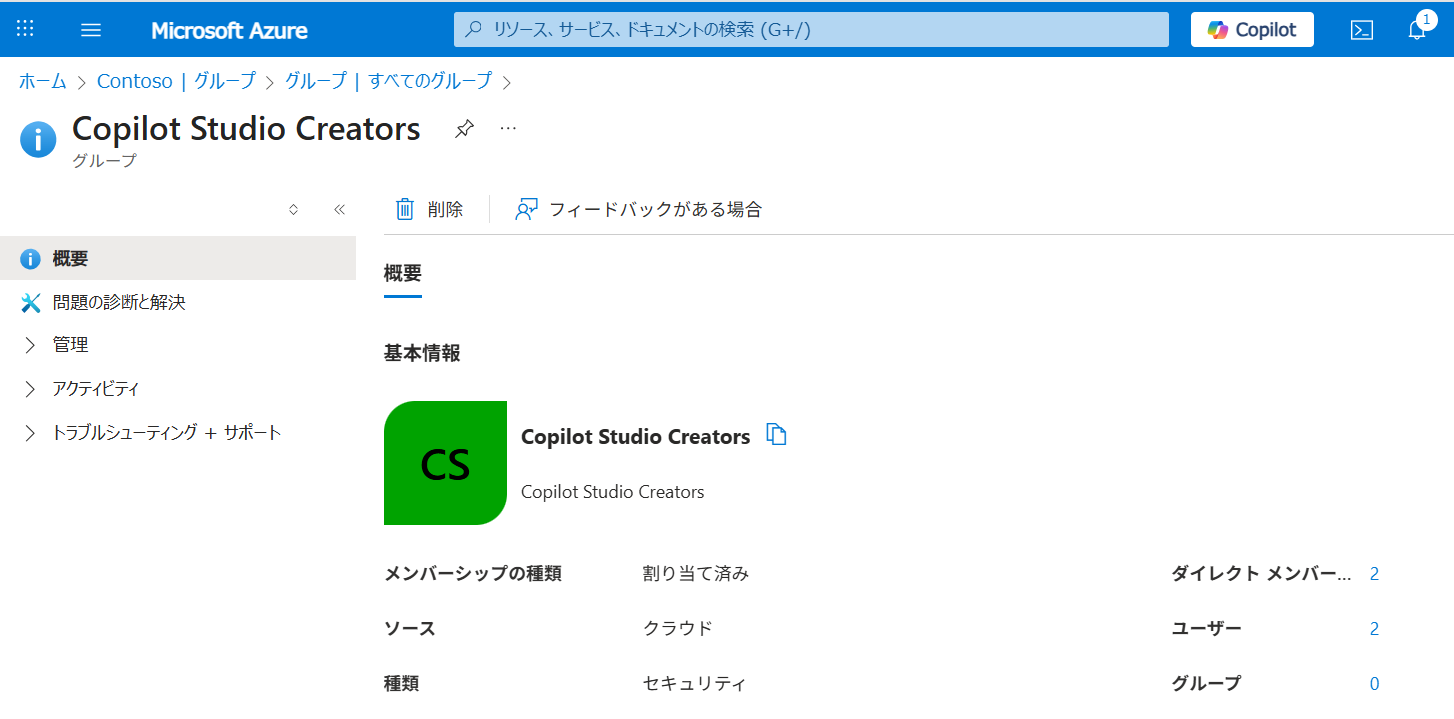 Microsoft Azure
リソース、サービス、ドキュメントの検索 (G+/)
Copilot
1
ホーム > Contoso | グループ > グループ | すべてのグループ >
Copilot Studio Creators
グループ
削除
フィードバックがある場合
概要
問題の診断と解決
管理
アクティビティ
トラブルシューティング + サポート
概要
基本情報
CS
Copilot Studio Creators
Copilot Studio Creators
メンバーシップの種類 割り当て済み ダイレクト メンバー... 2
ソース クラウド ユーザー 2
種類 セキュリティ グループ 0